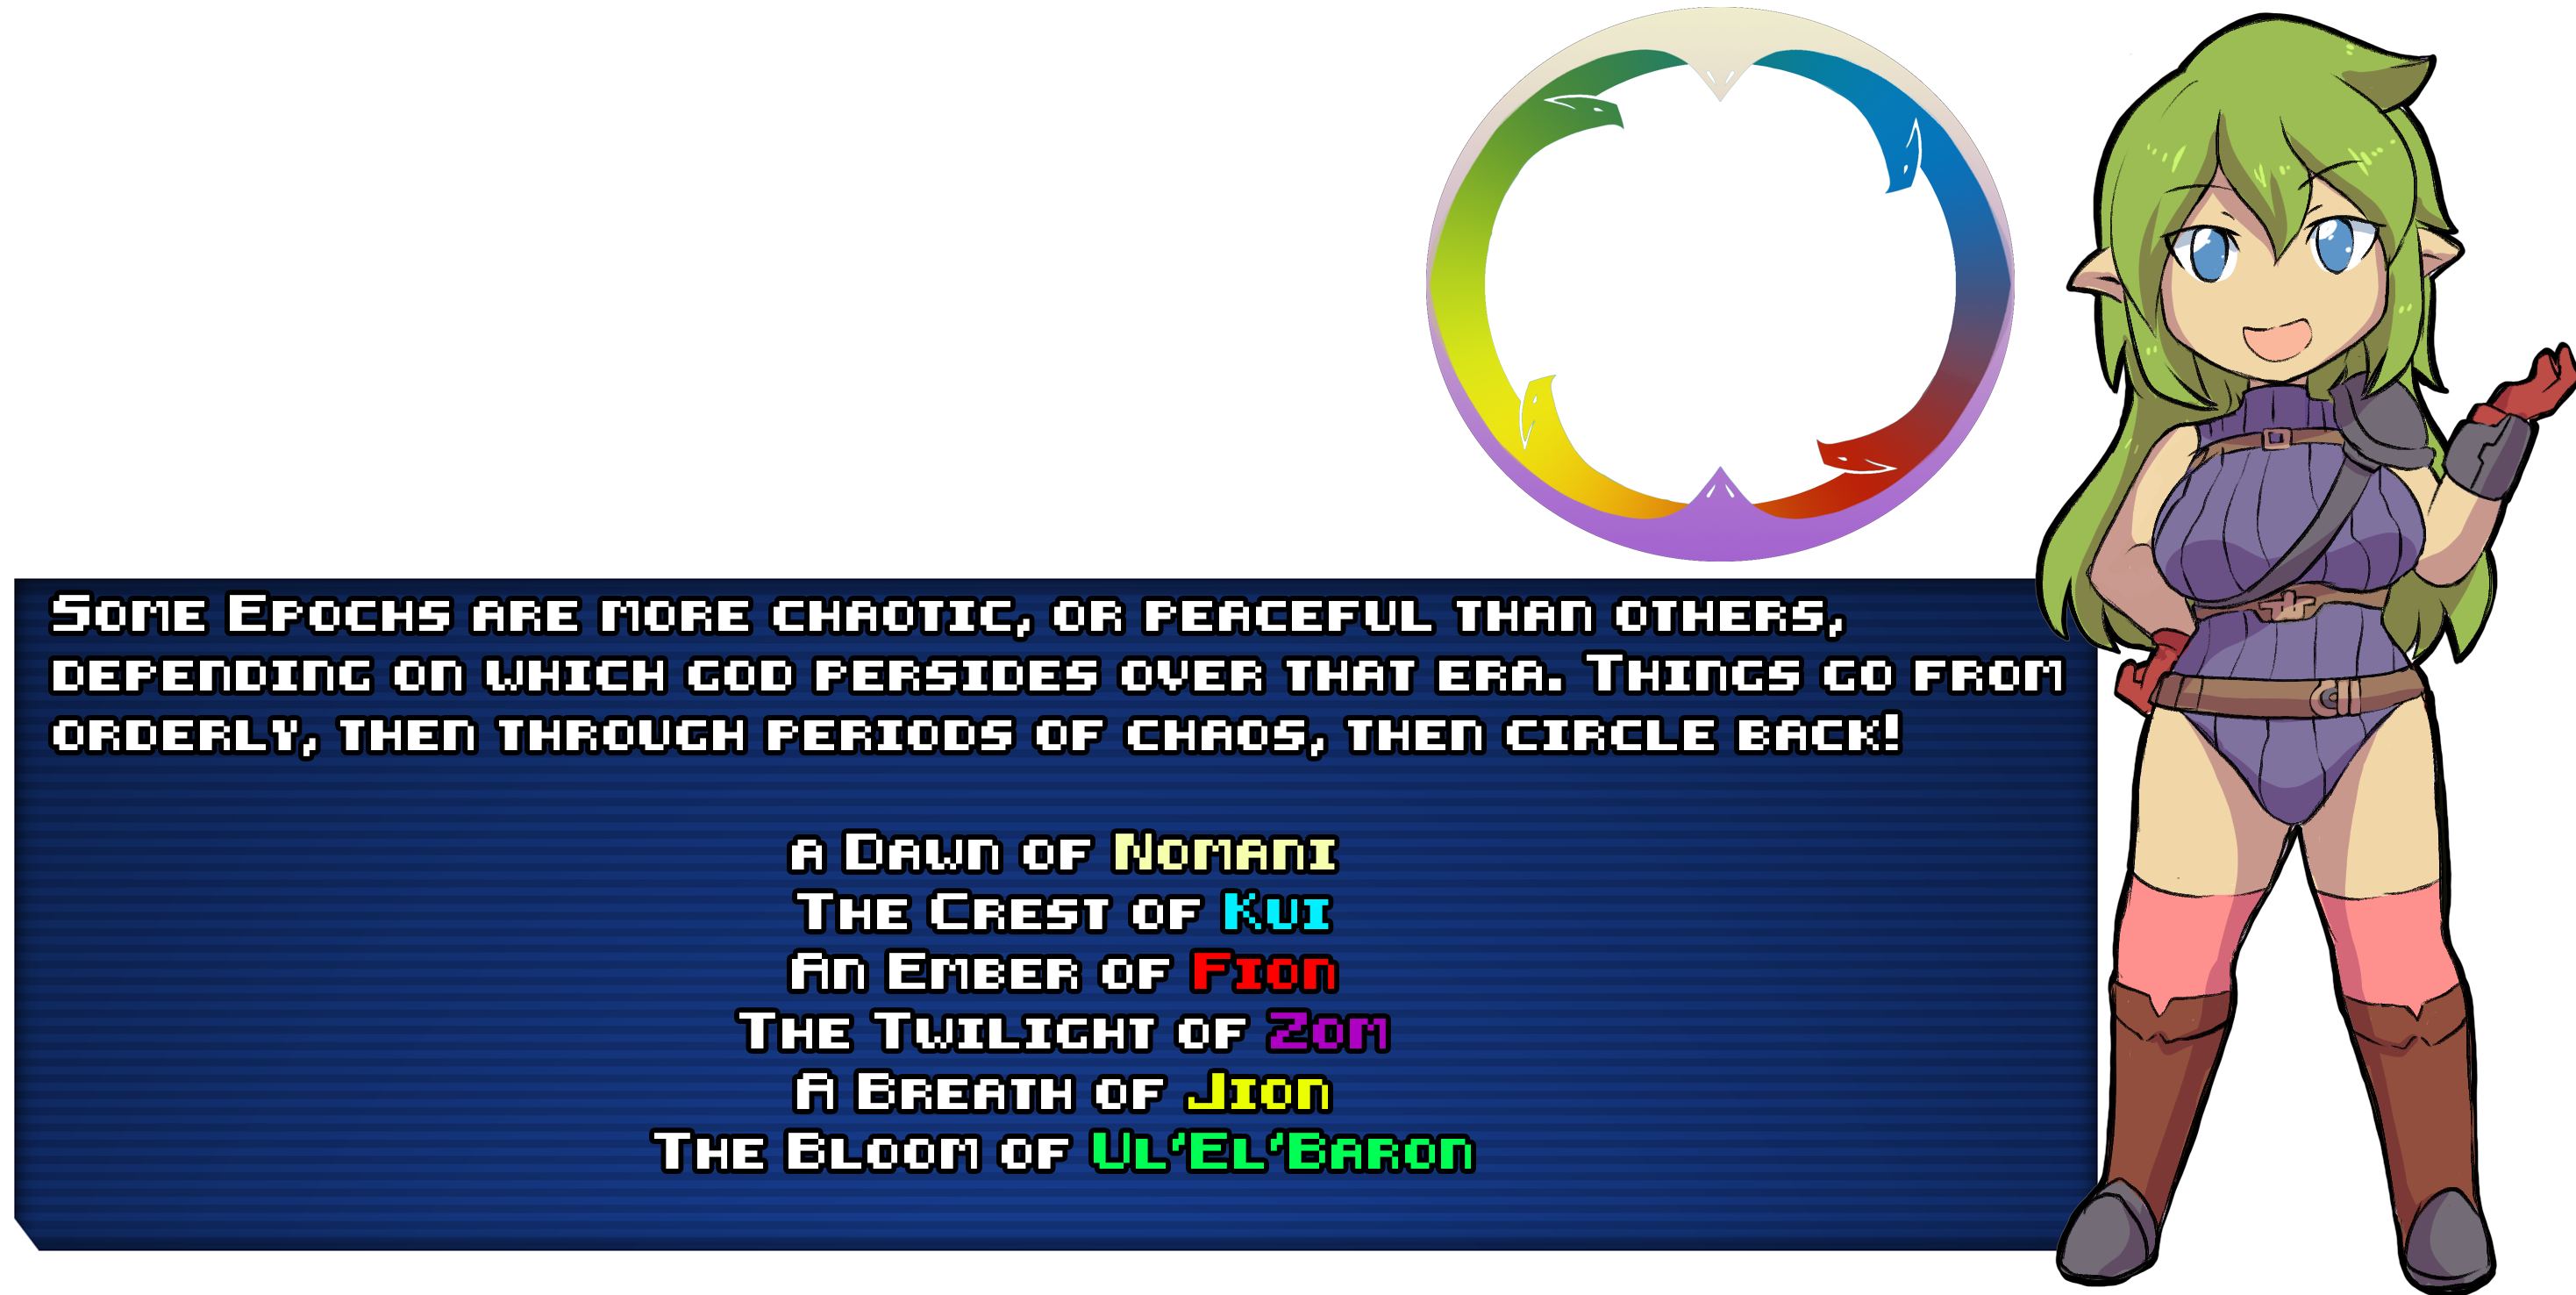 Some Epochs are more chaotic, or peaceful than others,
depending on which god persides over that era. Things go from
orderly, then through periods of chaos, then circle back!
a Dawn of Nomani
The Crest of Kui
An Ember of Fion
The Twilight of Zom
A Breath of Jion
The Bloom of Ul'El'Baron